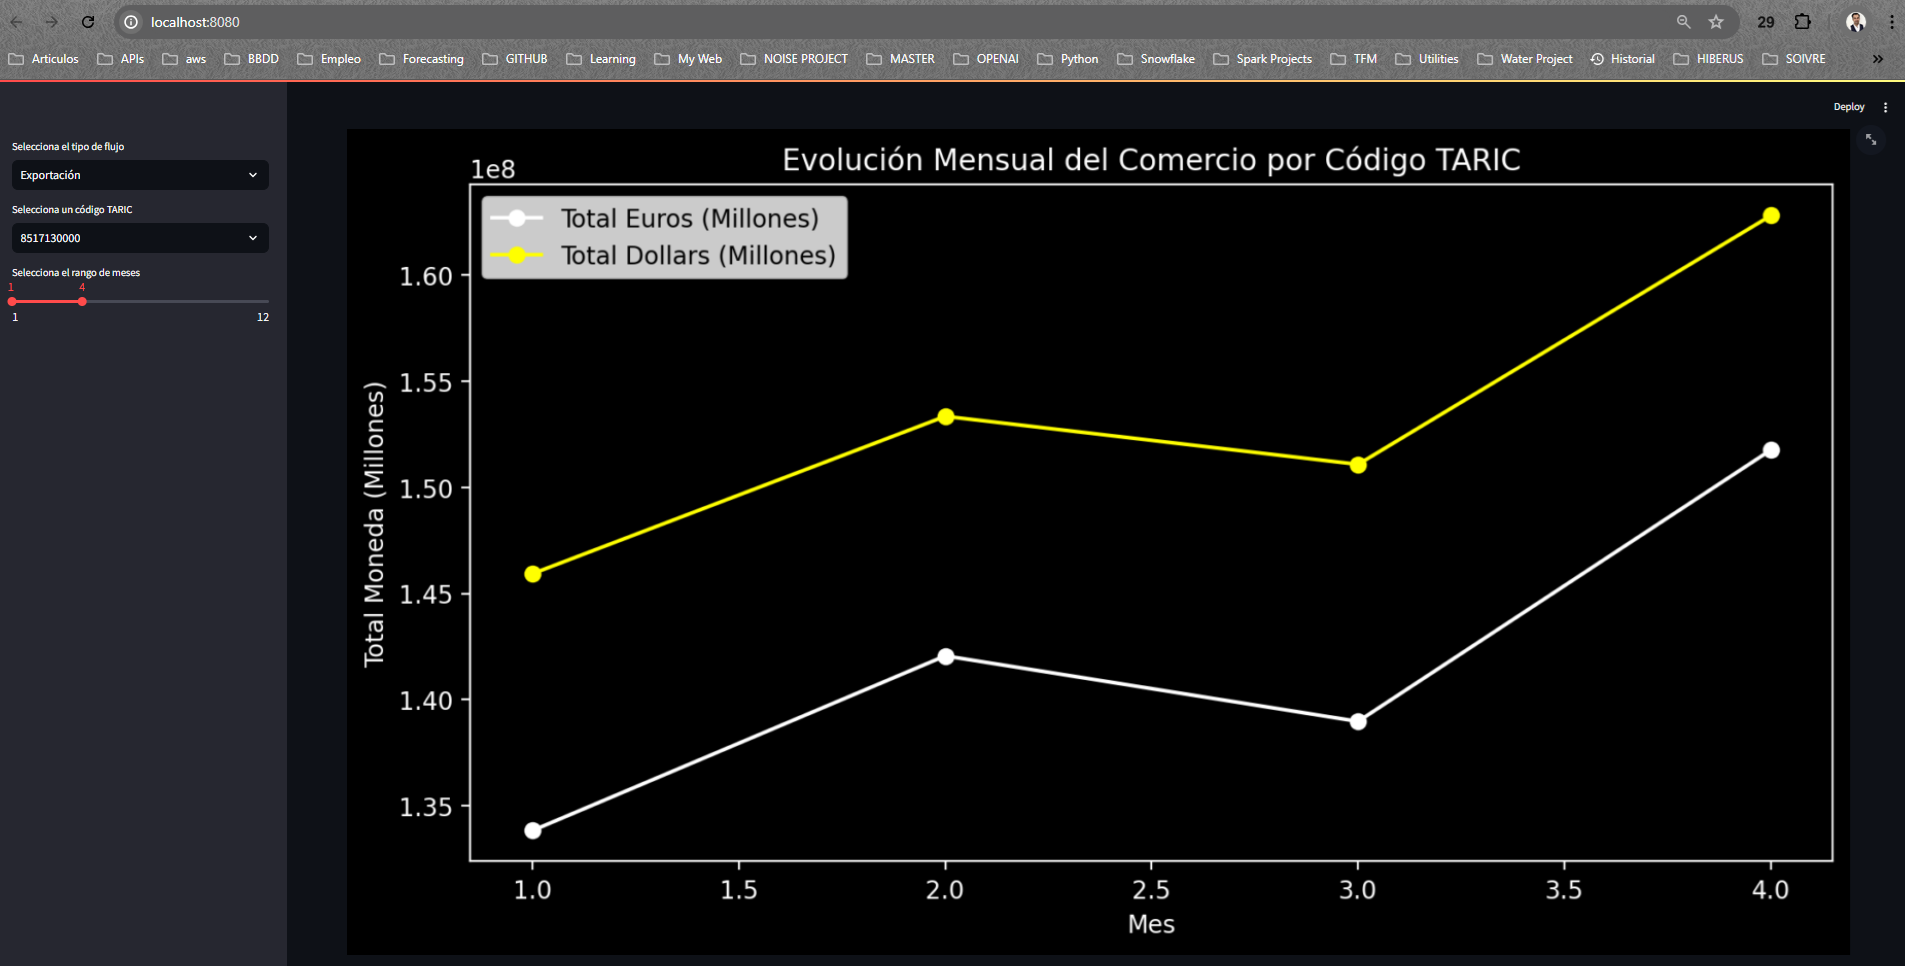 localhost:8080
29
Articulos APIs aws BBDD Empleo Forecasting GITHUB Learning My Web NOISE PROJECT MASTER OPENAI Python Snowflake Spark Projects TFM Utilities Water Project Historial HIBERUS SOIVRE »
Deploy
Selecciona el tipo de flujo
Exportación
Selecciona un código TARIC
8517130000
Selecciona el rango de meses
1 4
1 12
Evolución Mensual del Comercio por Código TARIC
1e8
Total Euros (Millones)
Total Dollars (Millones)
Total Moneda (Millones)
1.60
1.55
1.50
1.45
1.40
1.35
1.0 1.5 2.0 2.5 3.0 3.5 4.0
Mes